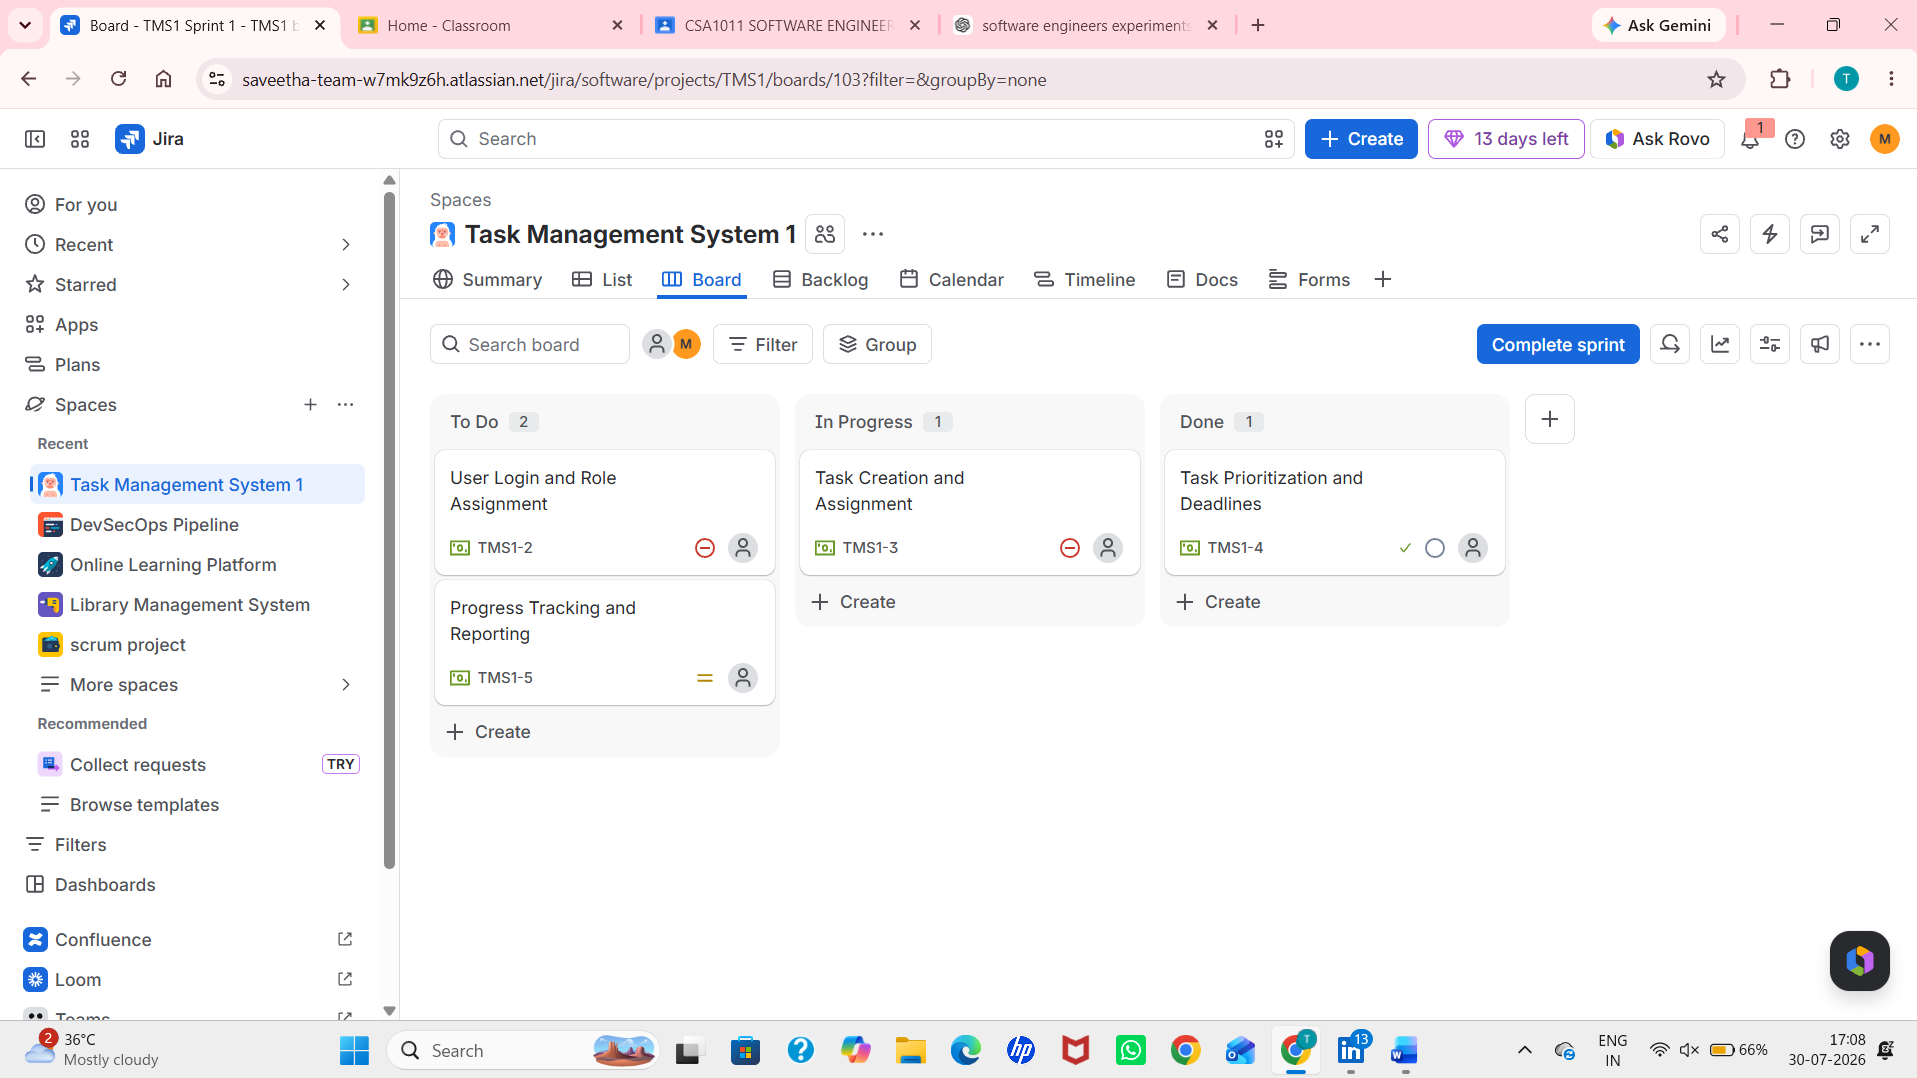 Board - TMS1 Sprint 1 - TMS1 b
Home - Classroom
CSA1011 SOFTWARE ENGINEER
software engineers experiments
Ask Gemini
saveetha-team-w7mk9z6h.atlassian.net/jira/software/projects/TMS1/boards/103?filter=&groupBy=none
T
Jira
Search
Create
13 days left
Ask Rovo
1
M
For you
Recent
Starred
Apps
Plans
Spaces
Recent
Task Management System 1
DevSecOps Pipeline
Online Learning Platform
Library Management System
scrum project
More spaces
Recommended
Collect requests
TRY
Browse templates
Filters
Dashboards
Confluence
Loom
Teams
Spaces
Task Management System 1
Summary
List
Board
Backlog
Calendar
Timeline
Docs
Forms
Search board
M
Filter
Group
Complete sprint
To Do 2
User Login and Role
Assignment
TMS1-2
Progress Tracking and
Reporting
TMS1-5
Create
In Progress 1
Task Creation and
Assignment
TMS1-3
Create
Done 1
Task Prioritization and
Deadlines
TMS1-4
Create
2
36°C
Mostly cloudy
Search
T
13
ENG
IN
66%
17:08
30-07-2026